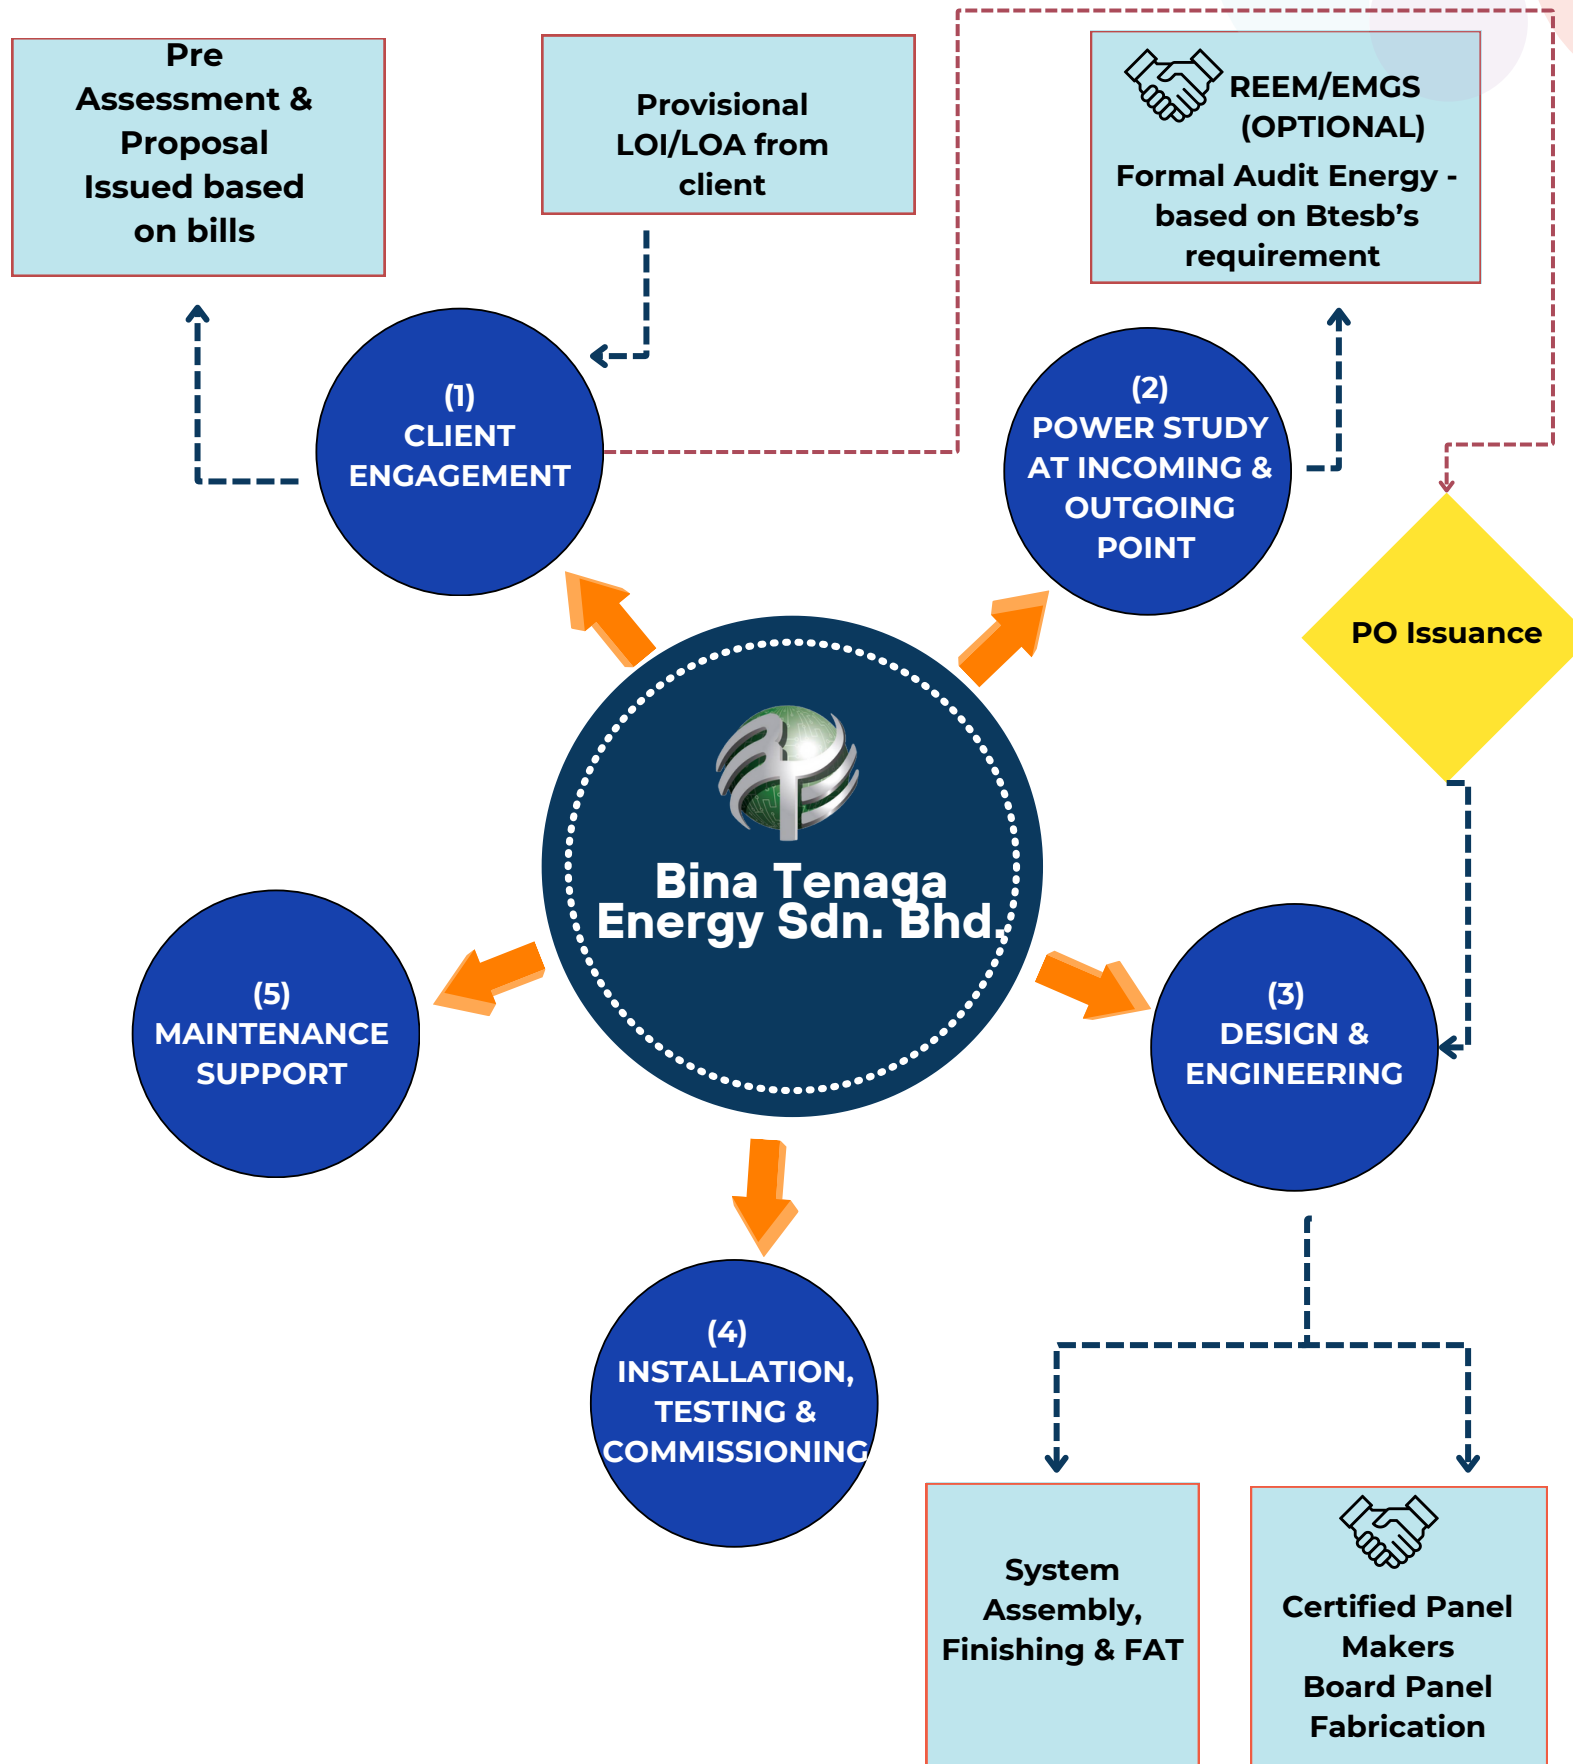 Pre
Assessment &
Proposal
Issued based
on bills
Provisional
LOI/LOA from
client
REEM/EMGS
(OPTIONAL)
Formal Audit Energy -
based on Btesb's
requirement
(1)
CLIENT
ENGAGEMENT
(2)
POWER STUDY
AT INCOMING &
OUTGOING
POINT
PO Issuance
Bina Tenaga
Energy Sdn. Bhd.
(3)
DESIGN &
ENGINEERING
(5)
MAINTENANCE
SUPPORT
(4)
INSTALLATION,
TESTING &
COMMISSIONING
System
Assembly,
Finishing & FAT
Certified Panel
Makers
Board Panel
Fabrication